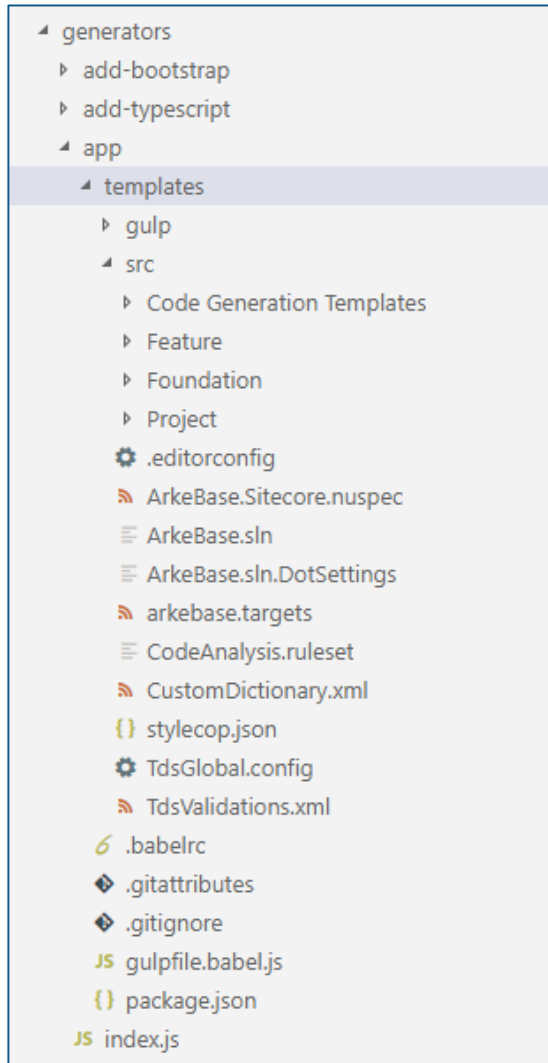 generators
add-bootstrap
add-typescript
app
templates
gulp
src
Code Generation Templates
Feature
Foundation
Project
.editorconfig
ArkeBase.Sitecore.nuspec
ArkeBase.sln
ArkeBase.sln.DotSettings
arkebase.targets
CodeAnalysis.ruleset
CustomDictionary.xml
{} stylecop.json
TdsGlobal.config
TdsValidations.xml
.babelrc
.gitattributes
.gitignore
JS gulpfile.babel.js
{} package.json
JS index.js